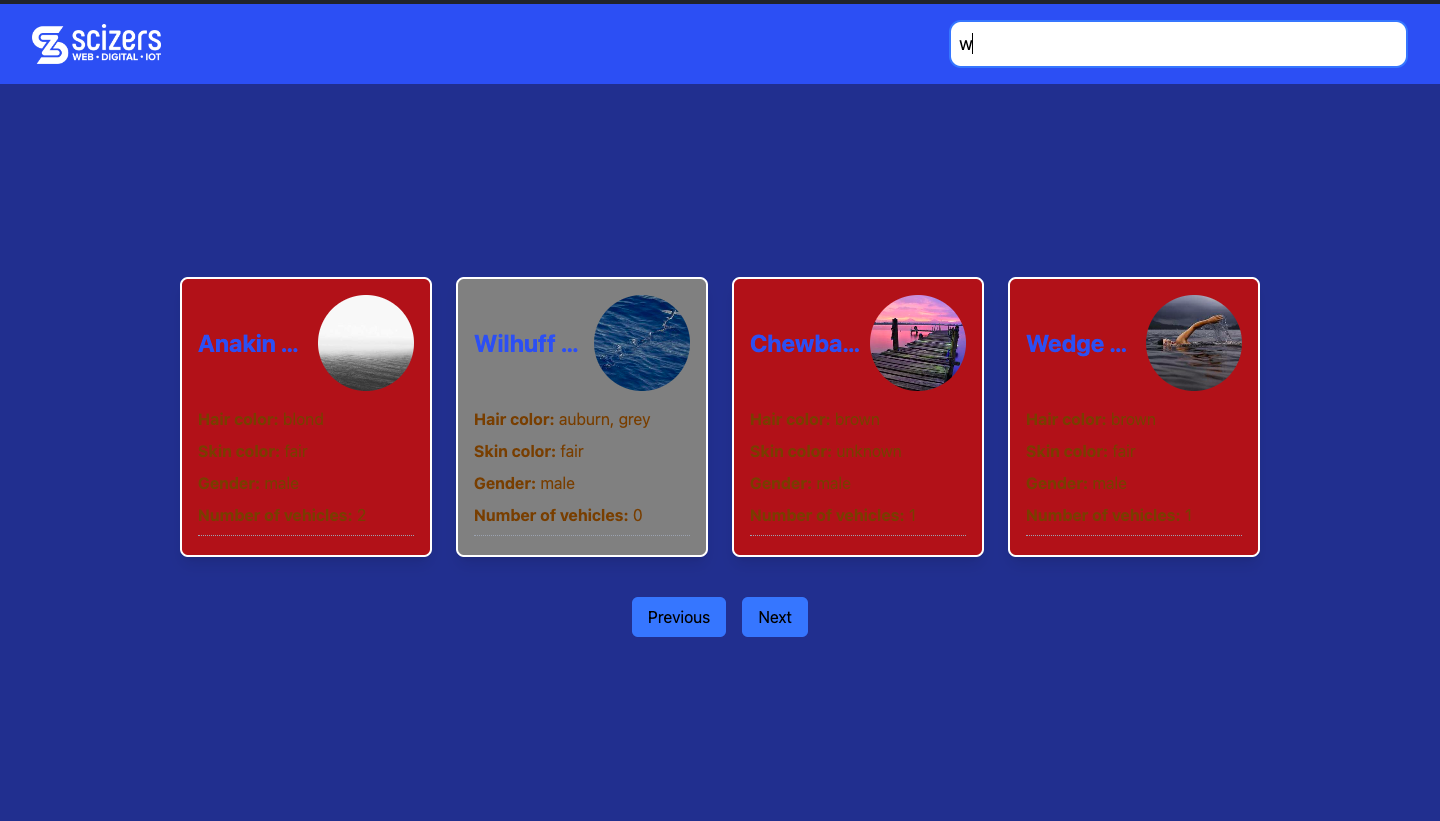 scizers
WEB • DIGITAL • IOT
w
Anakin ...
Hair color: blond
Skin color: fair
Gender: male
Number of vehicles: 2
Wilhuff ...
Hair color: auburn, grey
Skin color: fair
Gender: male
Number of vehicles: 0
Chewba...
Hair color: brown
Skin color: unknown
Gender: male
Number of vehicles: 1
Wedge ...
Hair color: brown
Skin color: fair
Gender: male
Number of vehicles: 1
Previous
Next